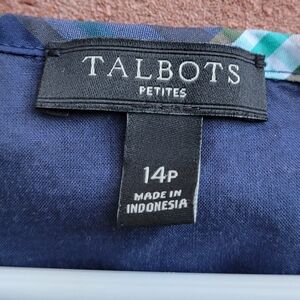 TALBOTS
PETITES
14P
MADE IN
INDONESIA